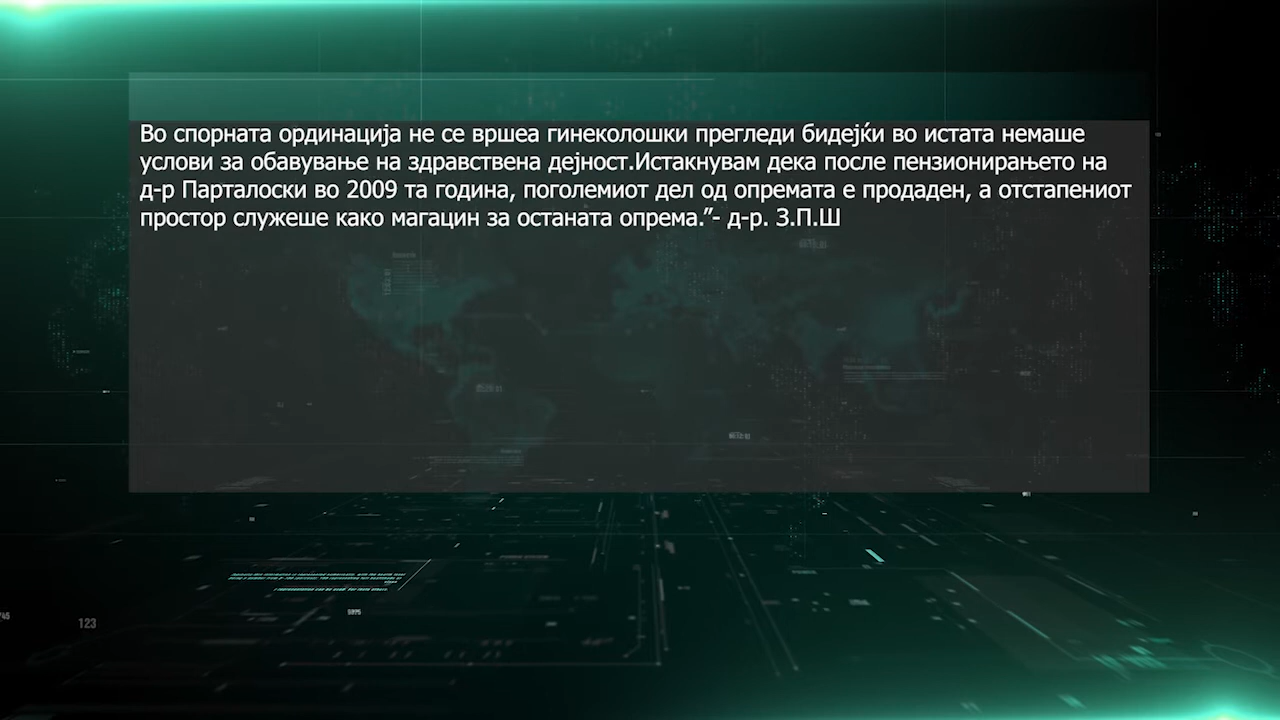 Во спорната ординација не се вршеа гинеколошки прегледи бидејќи во истата немаше
услови за обавување на здравствена дејност.Истакнувам дека после пензионирањето на
д-р Парталоски во 2009 та година, поголемиот дел од опремата е продаден, а отстапениот
простор служеше како магацин за останата опрема.”- д-р. З.П.Ш
123